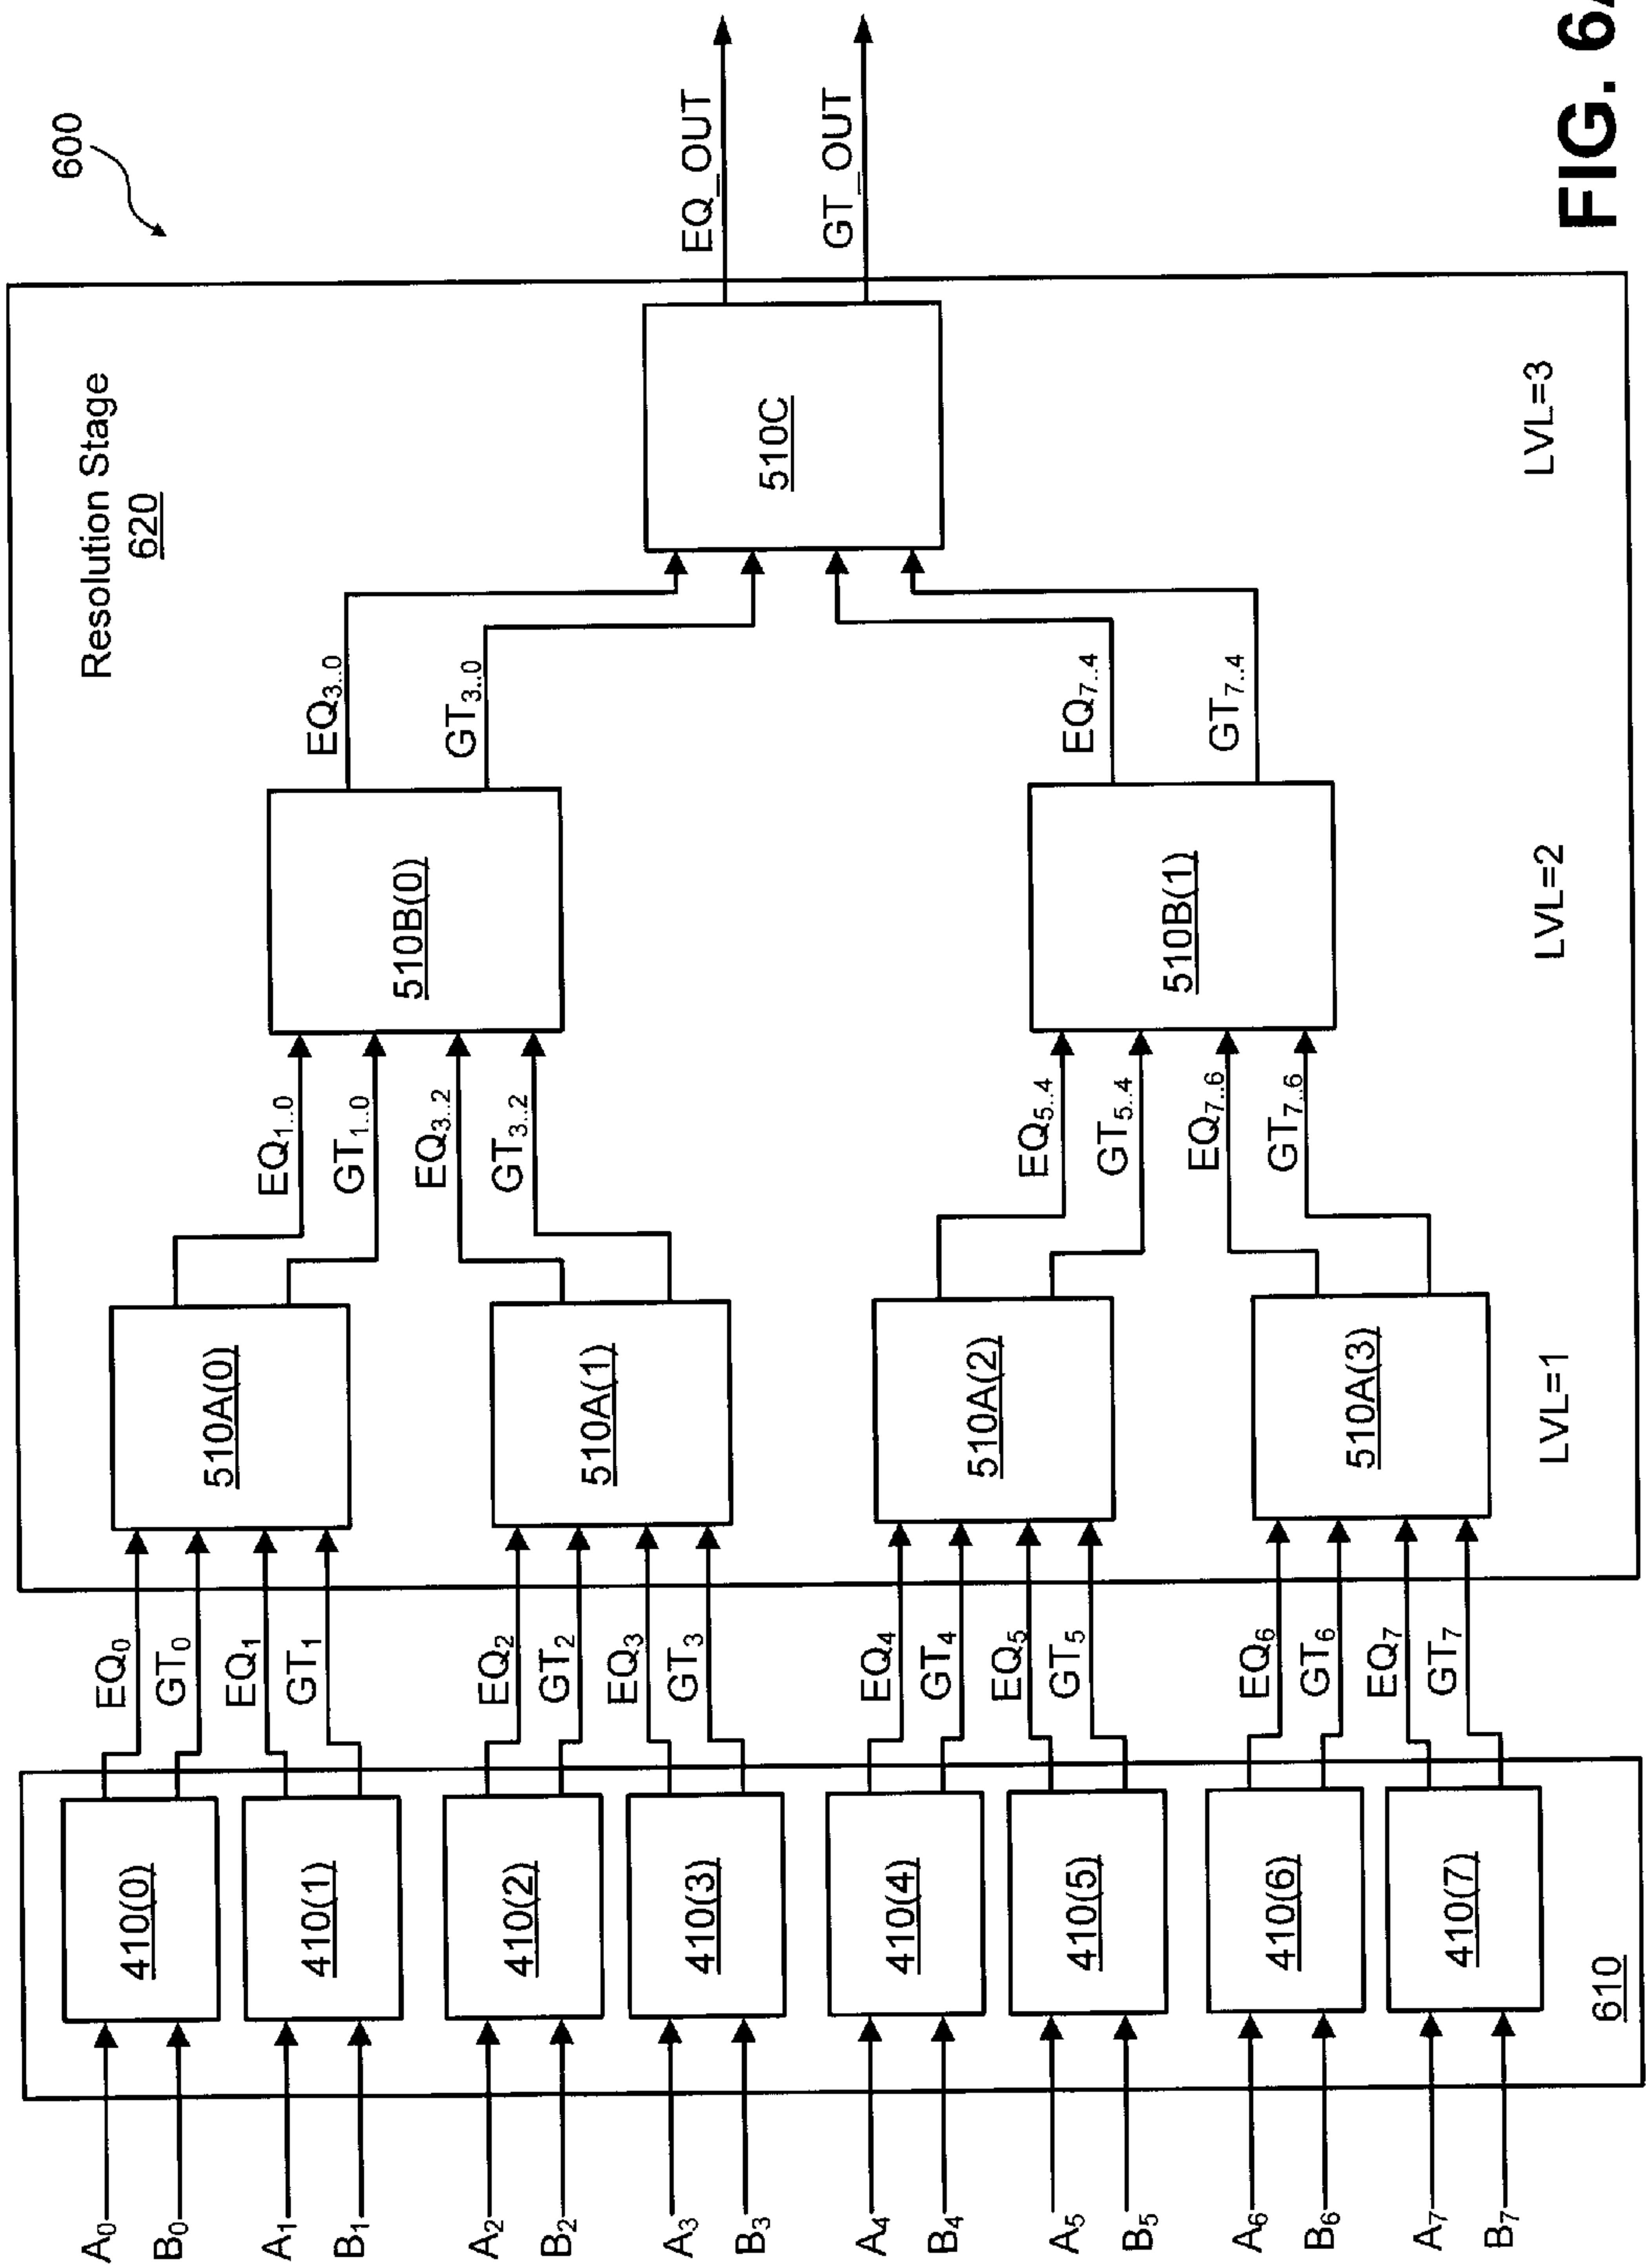 600
Resolution Stage
620
A₀
B₀
A₁
B₁
A₂
B₂
A₃
B₃
A₄
B₄
A₅
B₅
A₆
B₆
A₇
B₇
410(0)
410(1)
410(2)
410(3)
410(4)
410(5)
410(6)
410(7)
610
EQ₀
GT₀
EQ₁
GT₁
EQ₂
GT₂
EQ₃
GT₃
EQ₄
GT₄
EQ₅
GT₅
EQ₆
GT₆
EQ₇
GT₇
510A(0)
510A(1)
510A(2)
510A(3)
LVL=1
EQ₁..₀
GT₁..₀
EQ₃..₂
GT₃..₂
EQ₅..₄
GT₅..₄
EQ₇..₆
GT₇..₆
510B(0)
510B(1)
LVL=2
EQ₃..₀
GT₃..₀
EQ₇..₄
GT₇..₄
510C
LVL=3
EQ_OUT
GT_OUT
FIG. 6A